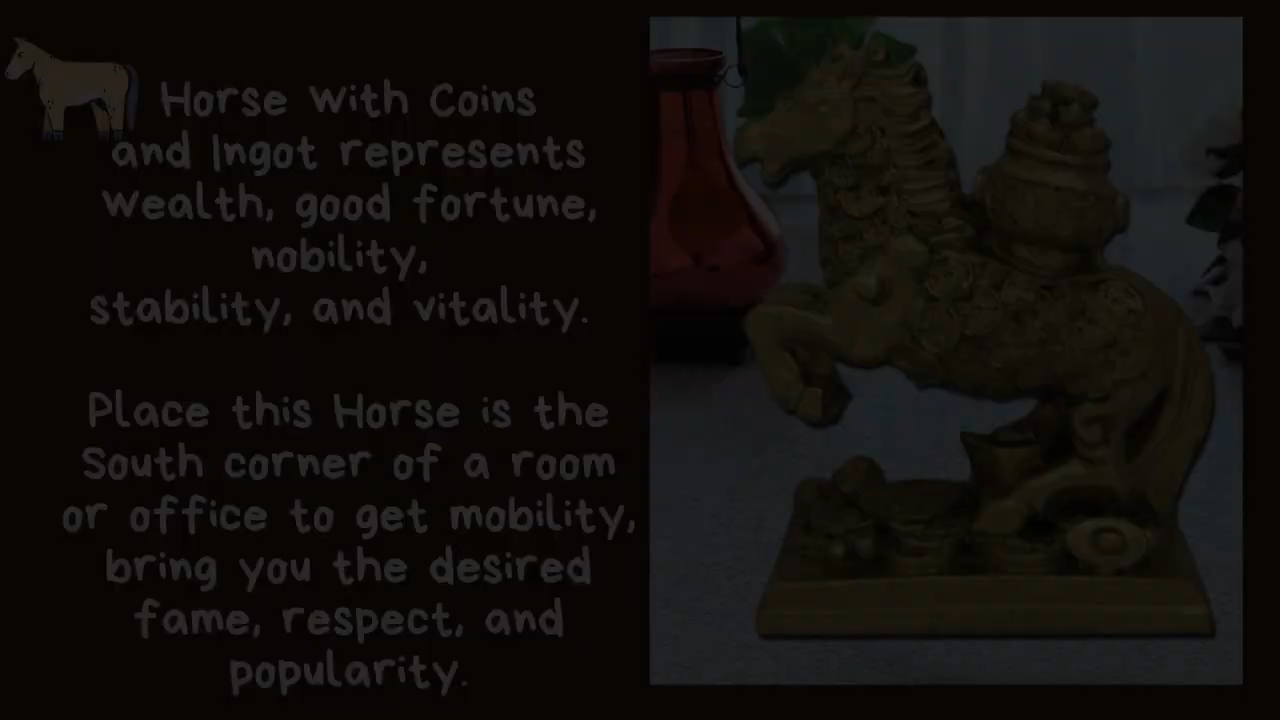 Horse with Coins
and Ingot represents
wealth, good fortune,
nobility,
stability, and vitality.
Place this Horse is the
South corner of a room
or office to get mobility,
bring you the desired
fame, respect, and
popularity.